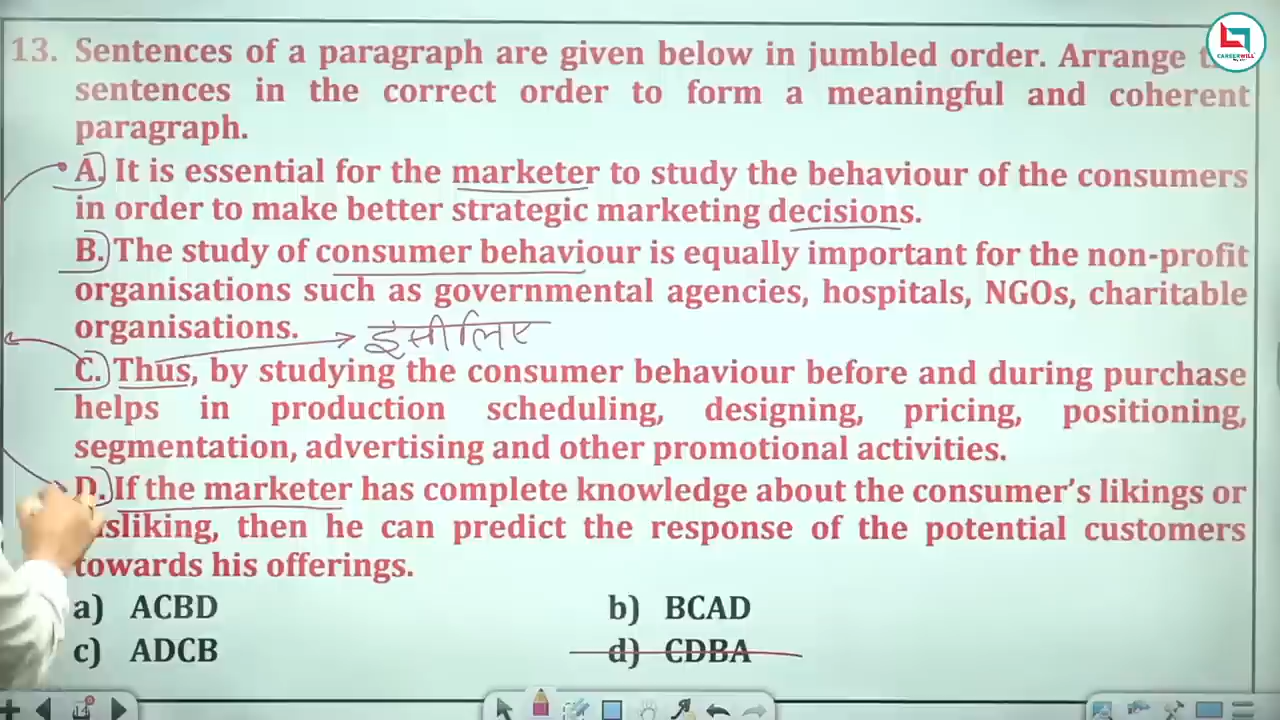 13. Sentences of a paragraph are given below in jumbled order. Arrange
sentences in the correct order to form a meaningful and coherent
paragraph.
A. It is essential for the marketer to study the behaviour of the consumers
in order to make better strategic marketing decisions.
B. The study of consumer behaviour is equally important for the non-profit
organisations such as governmental agencies, hospitals, NGOs, charitable
organisations.
इसीलिए
C. Thus, by studying the consumer behaviour before and during purchase
helps in production scheduling, designing, pricing, positioning,
segmentation, advertising and other promotional activities.
D. If the marketer has complete knowledge about the consumer's likings or
then he can predict the response of the potential customers
towards his offerings.
a) ACBD
b) BCAD
c) ADCB
d) CDBA
CAREERWILL